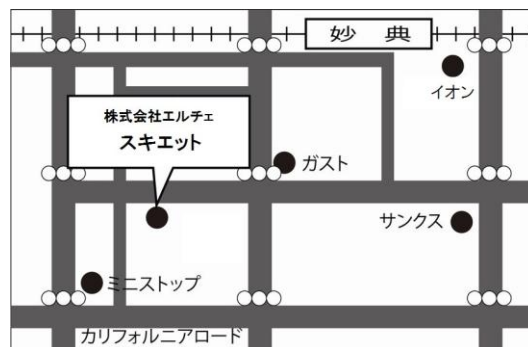 妙典
イオン
株式会社エルチェ
スキエット
ガスト
サンクス
ミニストップ
カリフォルニアロード